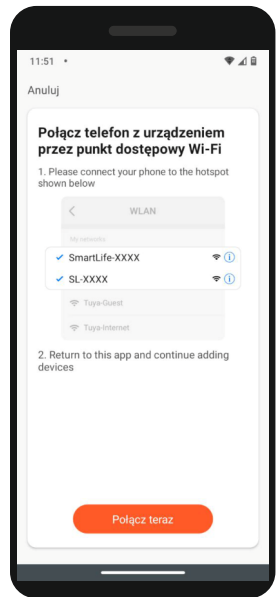 11:51
Anuluj
Połącz telefon z urządzeniem
przez punkt dostępowy Wi-Fi
1. Please connect your phone to the hotspot
shown below
WLAN
My networks
SmartLife-XXXX
SL-XXXX
Tuya-Guest
Tuya-Internet
2. Return to this app and continue adding
devices
Połącz teraz